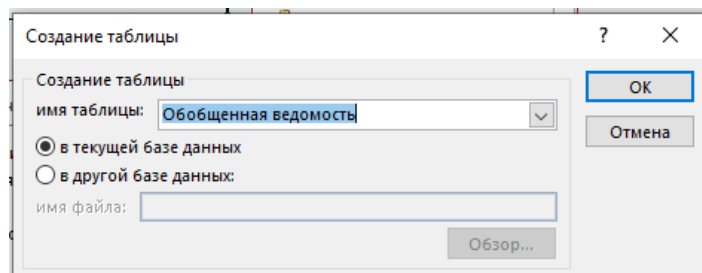 Создание таблицы ? X
Создание таблицы
имя таблицы: Обобщенная ведомость
ОК
Отмена
в текущей базе данных
в другой базе данных:
имя файла:
Обзор...